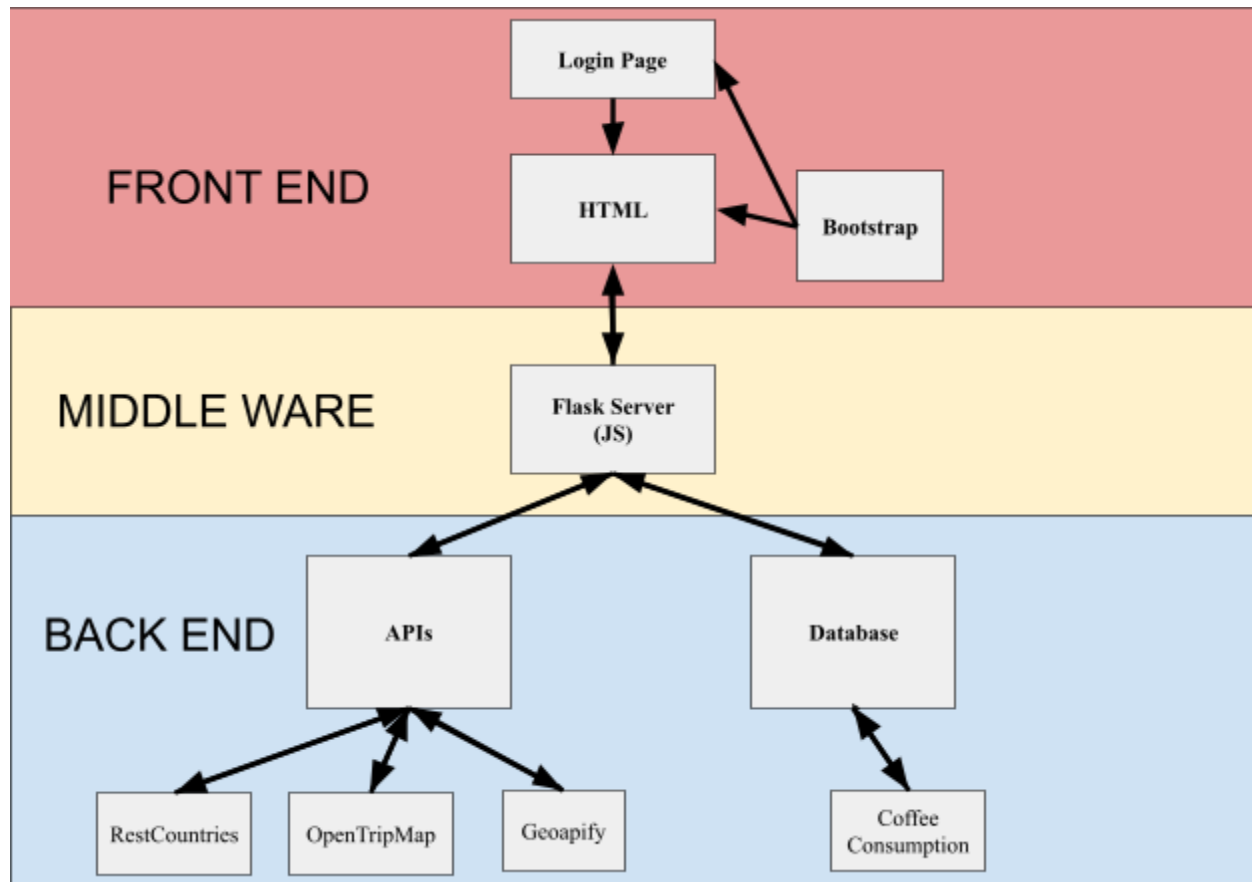 Login Page
FRONT END
HTML
Bootstrap
MIDDLE WARE
Flask Server
(JS)
BACK END
APIs
Database
RestCountries
OpenTripMap
Geoapify
Coffee
Consumption